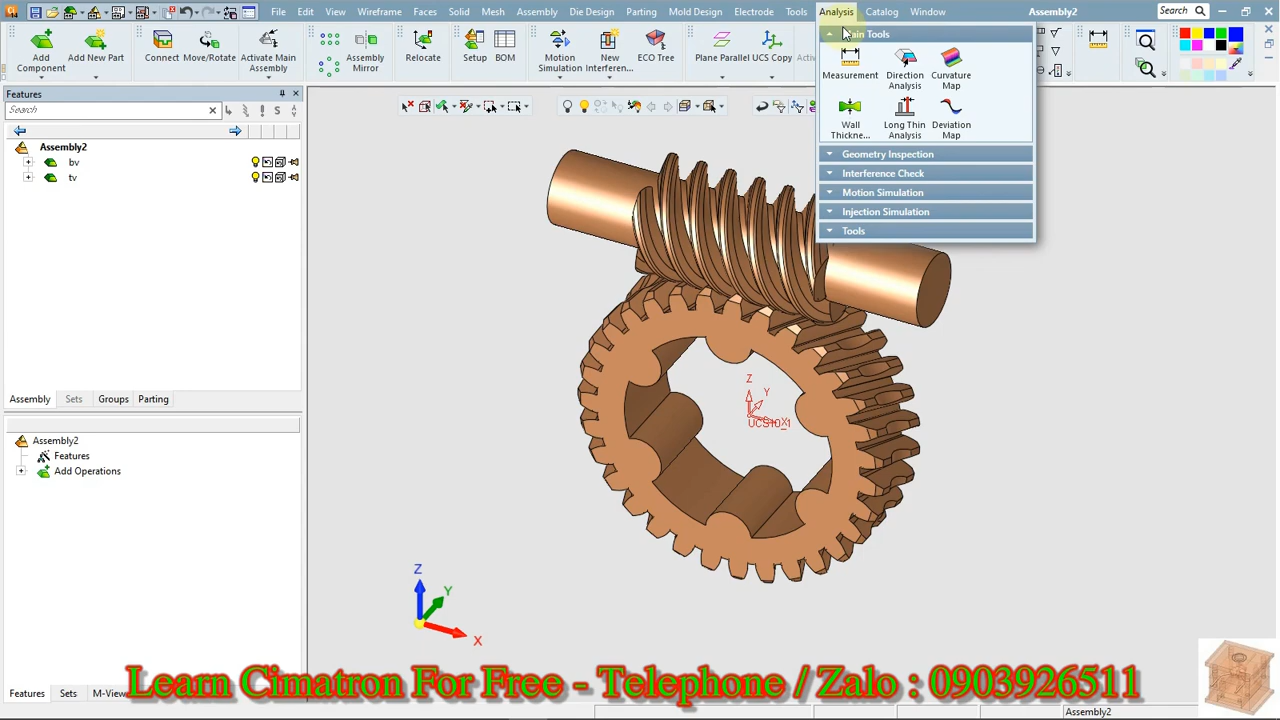 File Edit View Wireframe Faces Solid Mesh Assembly Die Design Parting Mold Design Electrode Tools Analysis Catalog Window Assembly2 Search
Add Component
Add New Part
Connect
Move/Rotate
Activate Main Assembly
Assembly Mirror
Relocate
Setup
DOM
Motion Simulation
New Interferen...
ECO Tree
Plane Parallel
UCS Copy
Main Tools
Measurement
Direction Analysis
Curvature Map
Wall Thickne...
Long Thin Analysis
Deviation Map
Geometry Inspection
Interference Check
Motion Simulation
Injection Simulation
Tools
Features
Search
Assembly2
bv
tv
Assembly Sets Groups Parting
Assembly2
Features
Add Operations
Z
Y
X
UCS10_1
Z
Y
X
Features Sets M-View
Learn Cimatron For Free - Telephone / Zalo : 0903926511
Assembly2